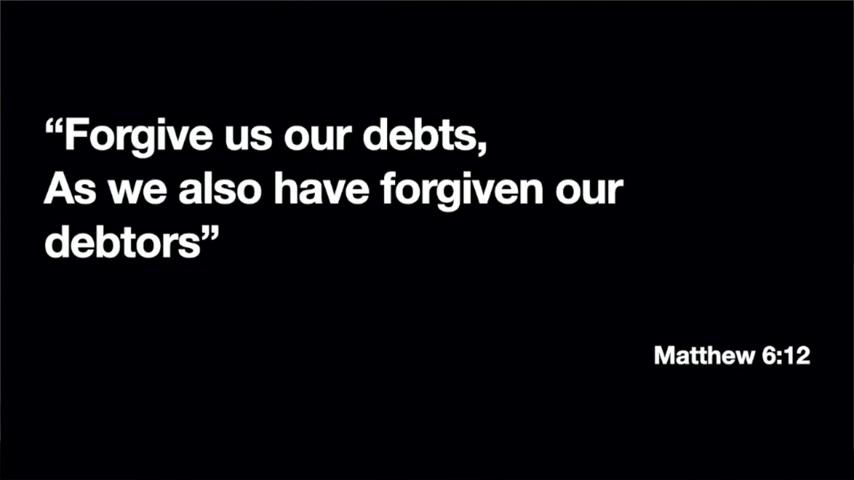 “Forgive us our debts,
As we also have forgiven our
debtors”
Matthew 6:12